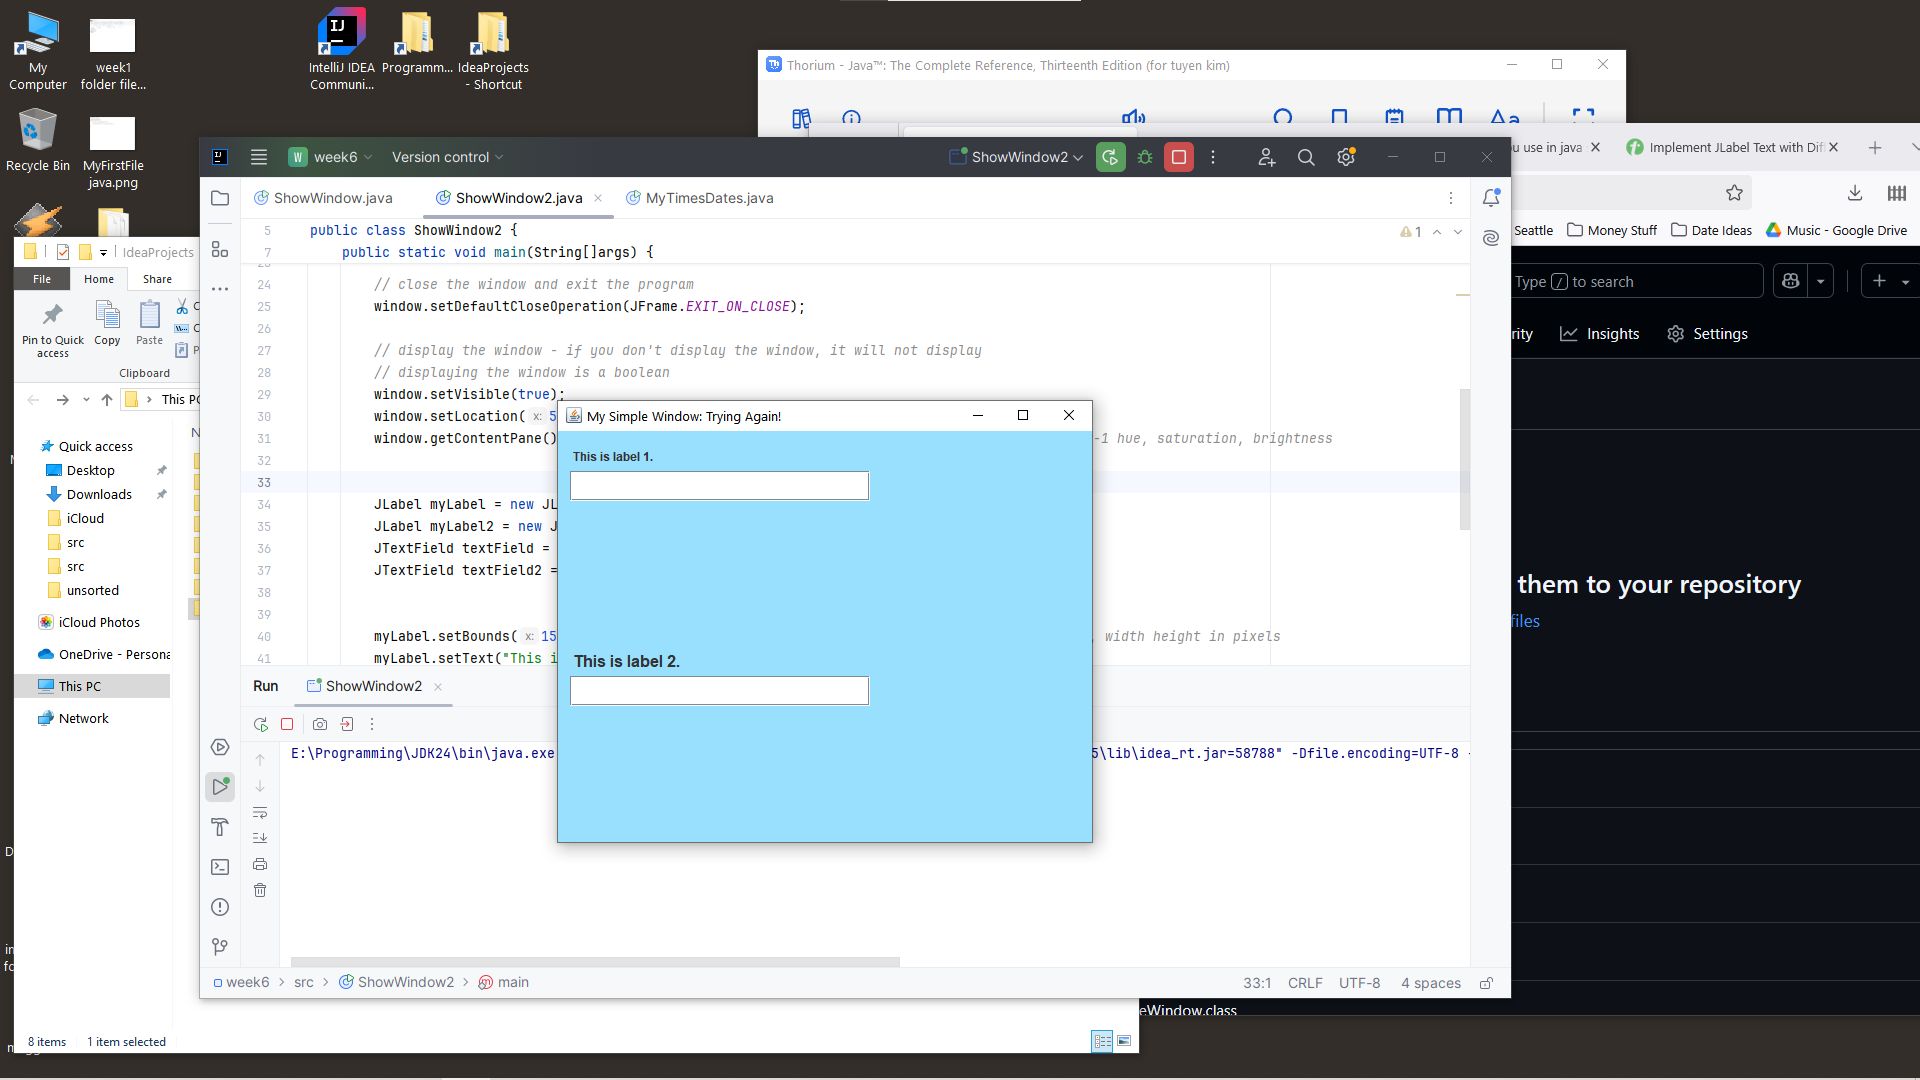 My Computer
week1 folder file...
IntelliJ IDEA Communi...
Programm...
IdeaProjects - Shortcut
Recycle Bin
MyFirstFile java.png
Thorium - Java™: The Complete Reference, Thirteenth Edition (for tuyen kim)
W week6
Version control
ShowWindow2
u use in java
Implement JLabel Text with Dif
ShowWindow.java
ShowWindow2.java
MyTimesDates.java
Seattle
Money Stuff
Date Ideas
Music - Google Drive
Type / to search
rity
Insights
Settings
them to your repository
files
IdeaProjects
File
Home
Share
Pin to Quick access
Copy
Paste
Clipboard
This PC
Quick access
Desktop
Downloads
iCloud
src
src
unsorted
iCloud Photos
OneDrive - Persona
This PC
Network
8 items
1 item selected
5 public class ShowWindow2 {
1
7 public static void main(String[]args) {
24 // close the window and exit the program
25 window.setDefaultCloseOperation(JFrame.EXIT_ON_CLOSE);
26
27 // display the window - if you don't display the window, it will not display
28 // displaying the window is a boolean
29 window.setVisible(true);
30 window.setLocation( x: 5
31 window.getContentPane() -1 hue, saturation, brightness
32
33
34 JLabel myLabel = new JL
35 JLabel myLabel2 = new J
36 JTextField textField =
37 JTextField textField2 =
38
39
40 myLabel.setBounds( x: 15 , width height in pixels
41 myLabel.setText("This i
My Simple Window: Trying Again!
This is label 1.
This is label 2.
Run
ShowWindow2
E:\Programming\JDK24\bin\java.exe 5\lib\idea_rt.jar=58788" -Dfile.encoding=UTF-8
week6 > src > ShowWindow2 > main
33:1
CRLF
UTF-8
4 spaces
eWindow.class